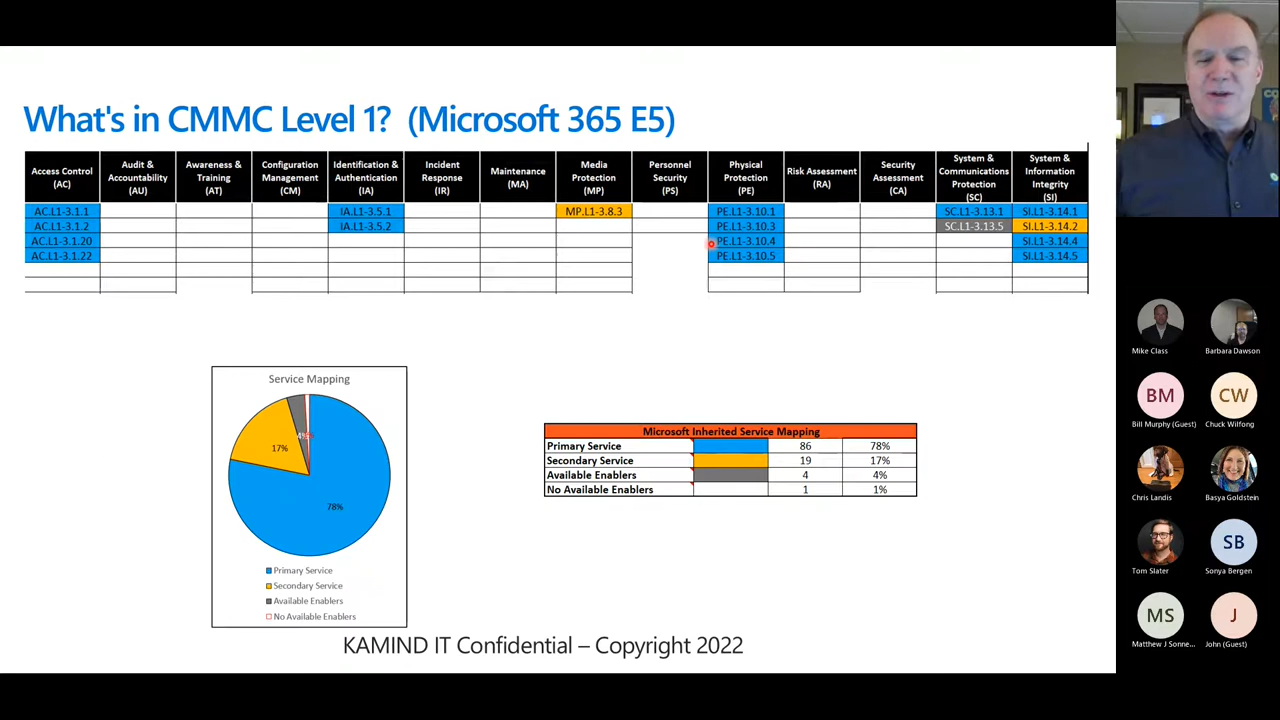 What's in CMMC Level 1?  (Microsoft 365 E5)
Access Control (AC)
Audit & Accountability (AU)
Awareness & Training (AT)
Configuration Management (CM)
Identification & Authentication (IA)
Incident Response (IR)
Maintenance (MA)
Media Protection (MP)
Personnel Security (PS)
Physical Protection (PE)
Risk Assessment (RA)
Security Assessment (CA)
System & Communications Protection (SC)
System & Information Integrity (SI)
AC.L1-3.1.1 IA.L1-3.5.1 MP.L1-3.8.3 PE.L1-3.10.1 SC.L1-3.13.1 SI.L1-3.14.1
AC.L1-3.1.2 IA.L1-3.5.2 PE.L1-3.10.3 SC.L1-3.13.5 SI.L1-3.14.2
AC.L1-3.1.20 PE.L1-3.10.4 SI.L1-3.14.4
AC.L1-3.1.22 PE.L1-3.10.5 SI.L1-3.14.5
Service Mapping
4%
17%
78%
Primary Service
Secondary Service
Available Enablers
No Available Enablers
Microsoft Inherited Service Mapping
Primary Service 86 78%
Secondary Service 19 17%
Available Enablers 4 4%
No Available Enablers 1 1%
KAMIND IT Confidential – Copyright 2022
Mike Class
Barbara Dawson
BM
CW
Bill Murphy (Guest)
Chuck Wilfong
Chris Landis
Basya Goldstein
SB
Tom Slater
Sonya Bergen
MS
J
Matthew J Sonne...
John (Guest)